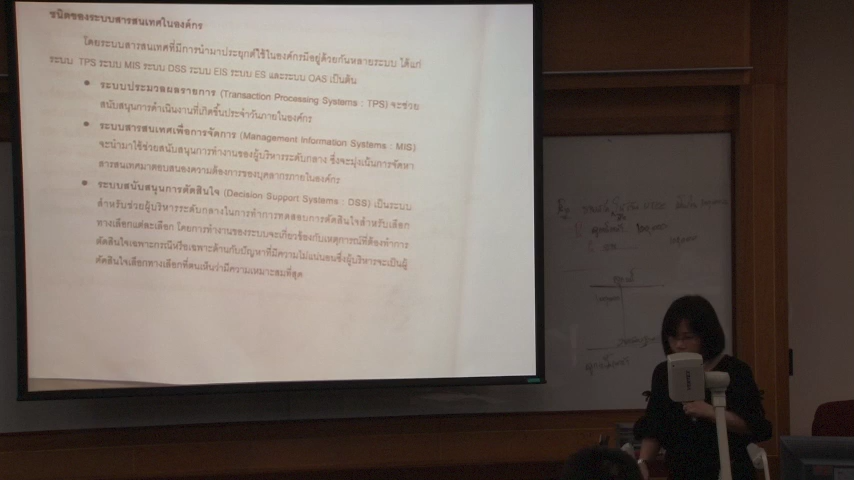 ชนิดของระบบสารสนเทศในองค์กร
โดยระบบสารสนเทศที่มีการนำมาประยุกต์ใช้ในองค์กรมีอยู่ด้วยกันหลายระบบ ได้แก่
ระบบ TPS ระบบ MIS ระบบ DSS ระบบ EIS ระบบ ES และระบบ OAS เป็นต้น
• ระบบประมวลผลรายการ (Transaction Processing Systems : TPS) จะช่วย
สนับสนุนการดำเนินงานที่เกิดขึ้นประจำวันภายในองค์กร
• ระบบสารสนเทศเพื่อการจัดการ (Management Information Systems : MIS)
จะนำมาใช้ช่วยสนับสนุนการทำงานของผู้บริหารระดับกลาง ซึ่งจะมุ่งเน้นการจัดหา
สารสนเทศมาตอบสนองความต้องการของบุคลากรภายในองค์กร
• ระบบสนับสนุนการตัดสินใจ (Decision Support Systems : DSS) เป็นระบบ
สำหรับช่วยผู้บริหารระดับกลางในการทำการทดสอบการตัดสินใจสำหรับเลือก
ทางเลือกแต่ละเลือก โดยการทำงานของระบบจะเกี่ยวข้องกับเหตุการณ์ที่ต้องทำการ
ตัดสินใจเฉพาะกรณีหรือเฉพาะด้านกับปัญหาที่มีความไม่แน่นอนซึ่งผู้บริหารจะเป็นผู้
ตัดสินใจเลือกทางเลือกที่ตนเห็นว่ามีความเหมาะสมที่สุด